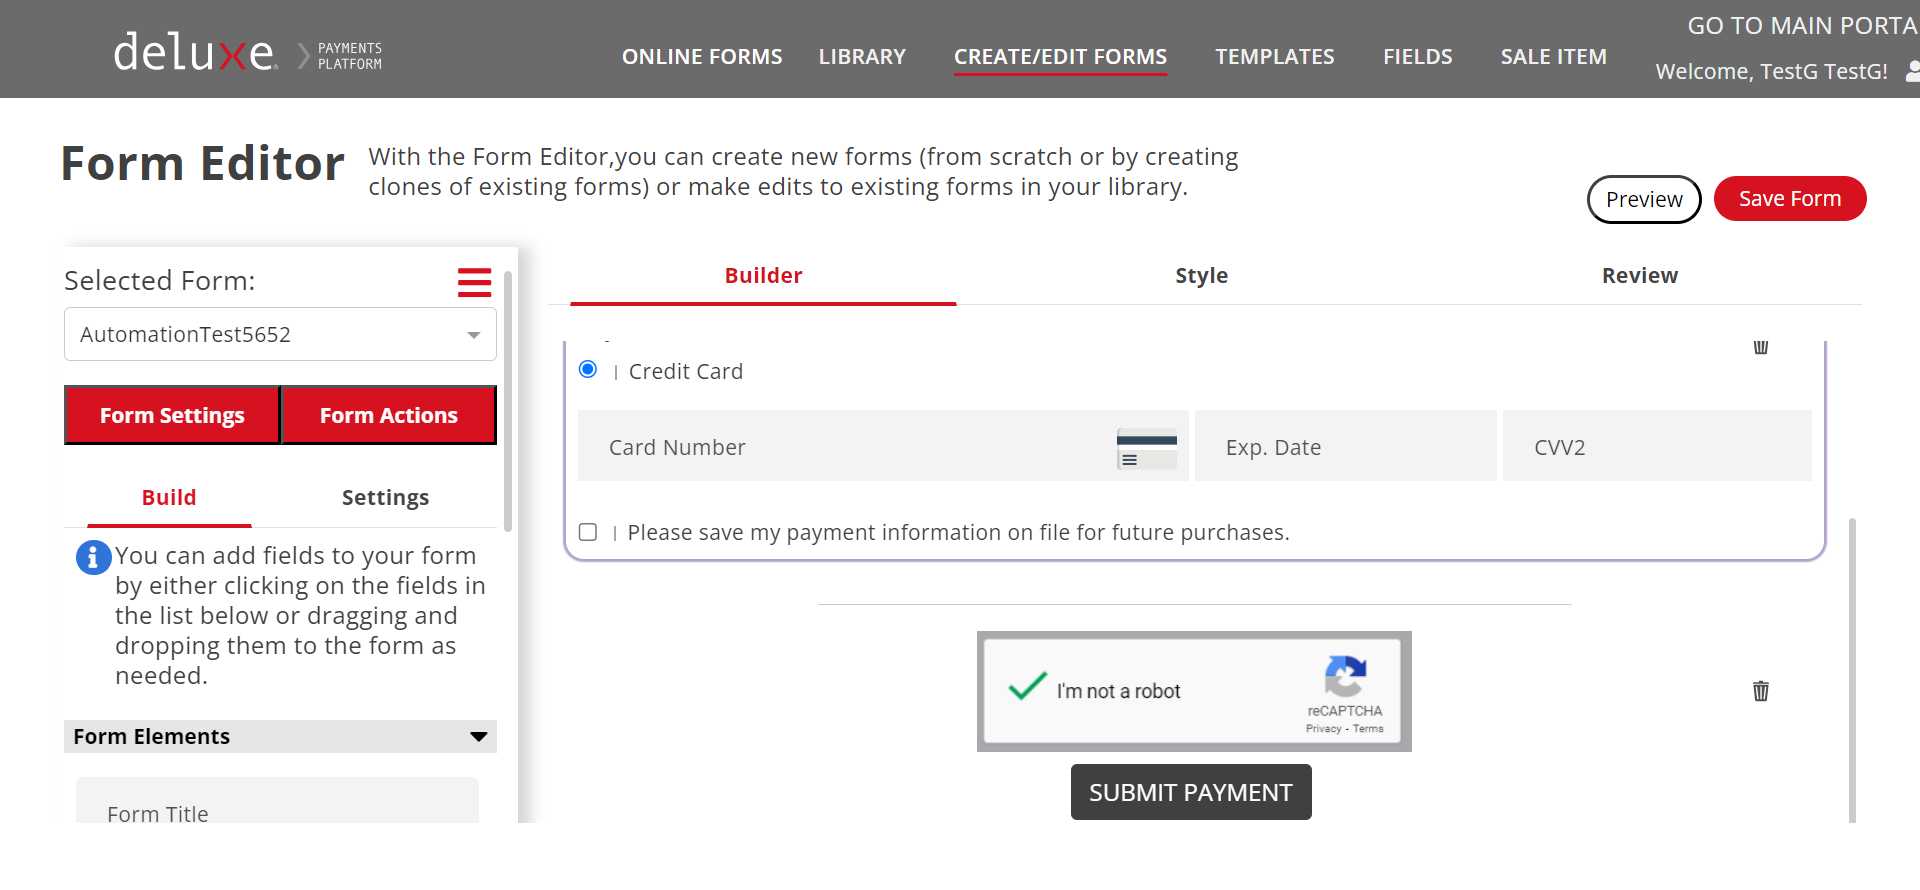 deluxe.
PAYMENTS
PLATFORM
ONLINE FORMS
LIBRARY
CREATE/EDIT FORMS
TEMPLATES
FIELDS
SALE ITEM
GO TO MAIN PORTA
Welcome, TestG TestG!
Form Editor
With the Form Editor,you can create new forms (from scratch or by creating
clones of existing forms) or make edits to existing forms in your library.
Preview
Save Form
Selected Form:
AutomationTest5652
Form Settings
Form Actions
Build
Settings
You can add fields to your form
by either clicking on the fields in
the list below or dragging and
dropping them to the form as
needed.
Form Elements
Form Title
Builder
Style
Review
| Credit Card
Card Number
Exp. Date
CVV2
| Please save my payment information on file for future purchases.
I'm not a robot
reCAPTCHA
Privacy - Terms
SUBMIT PAYMENT